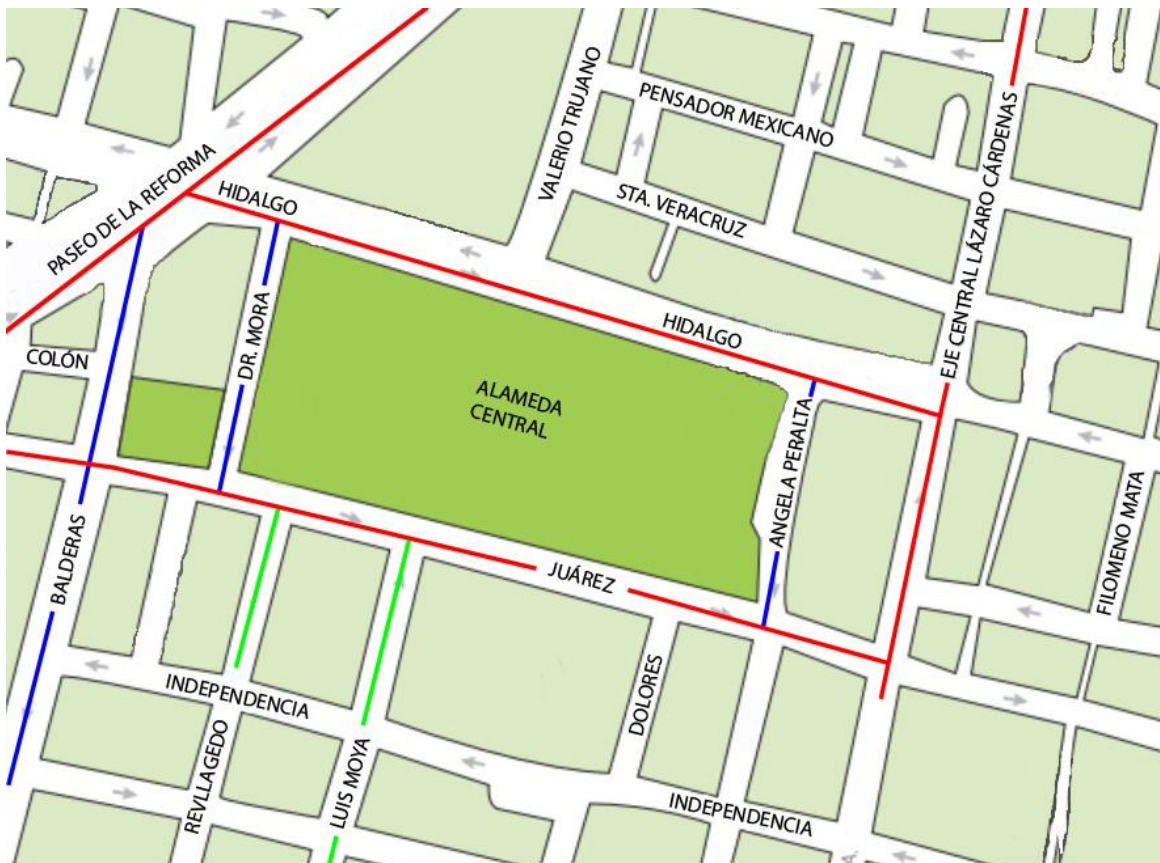 PENSADOR MEXICANO
VALERIO TRUJANO
EJE CENTRAL LÁZARO CÁRDENAS
PASEO DE LA REFORMA
HIDALGO
STA. VERACRUZ
HIDALGO
COLÓN
DR. MORA
ALAMEDA
CENTRAL
ANGELA PERALTA
FILOMENO MATA
BALDERAS
JUÁREZ
INDEPENDENCIA
DOLORES
REVLLAGEDO
LUIS MOYA
INDEPENDENCIA